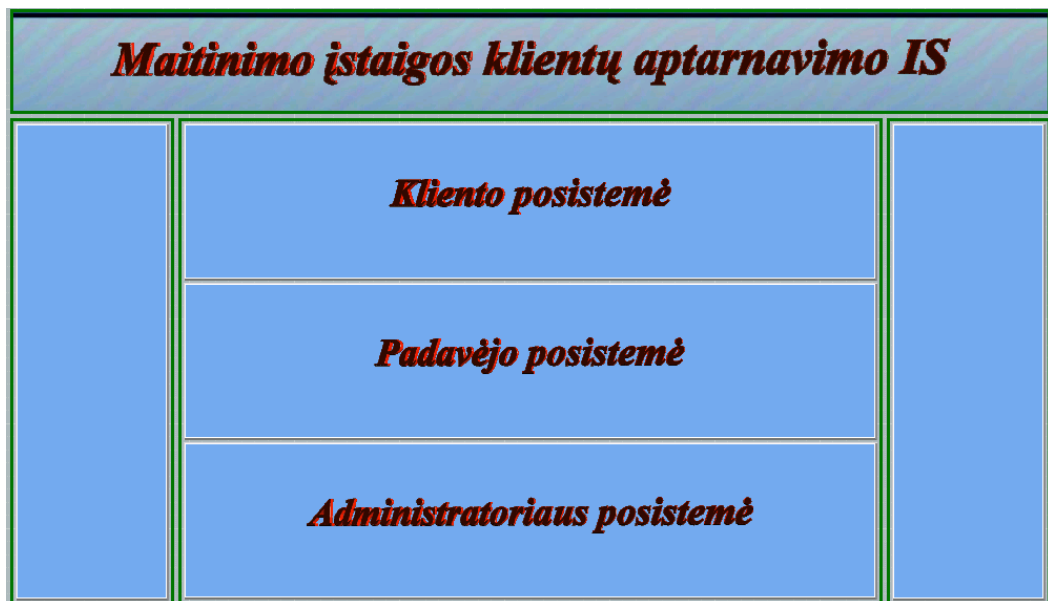 Maitinimo įstaigos klientų aptarnavimo IS
Kliento posistemė
Padavėjo posistemė
Administratoriaus posistemė